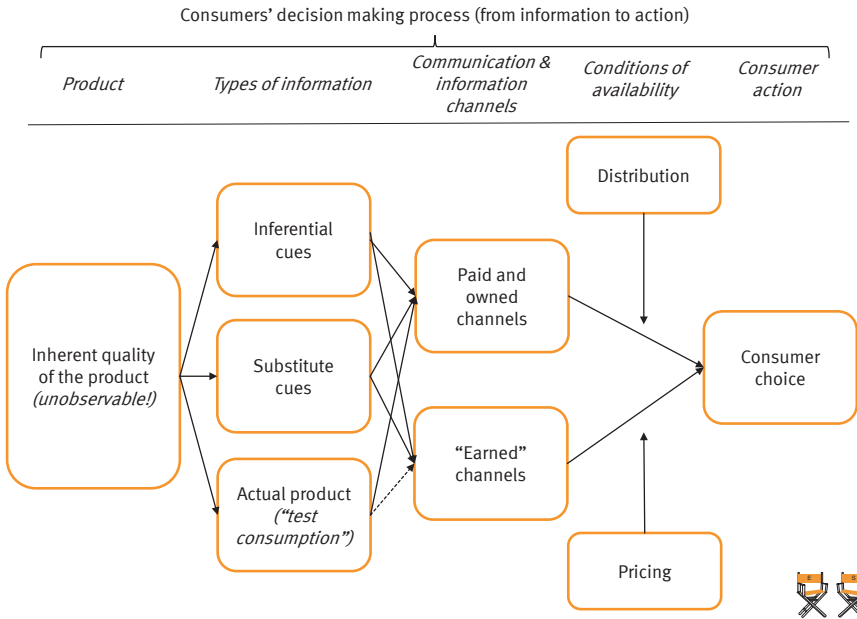 Consumers’ decision making process (from information to action)
Product
Types of information
Communication &
information
channels
Conditions of
availability
Consumer
action
Inherent quality
of the product
(unobservable!)
Inferential
cues
Substitute
cues
Actual product
(“test
consumption”)
Paid and
owned
channels
“Earned”
channels
Distribution
Pricing
Consumer
choice
E
S